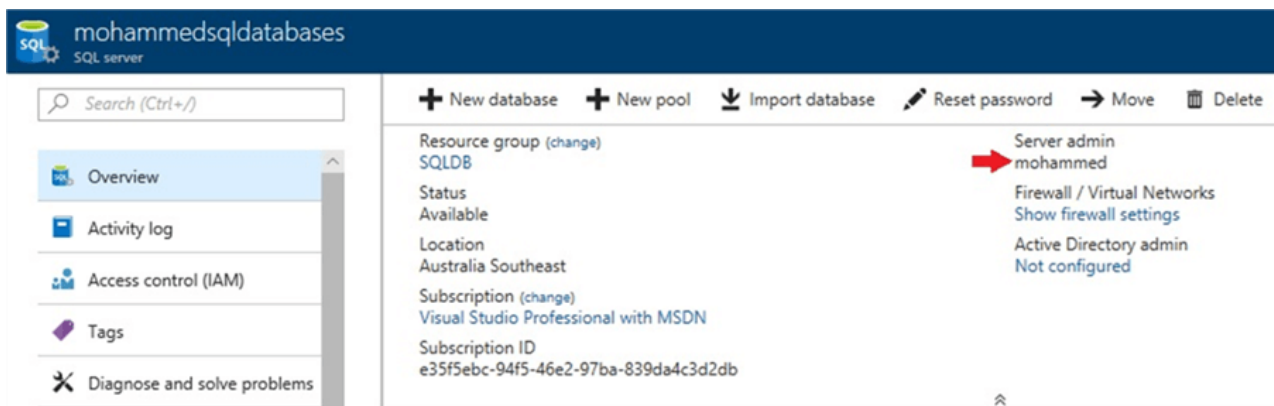 mohammedsqldatabases
SQL server
Search (Ctrl+/)
Overview
Activity log
Access control (IAM)
Tags
Diagnose and solve problems
New database New pool Import database Reset password Move Delete
Resource group (change)
SQLDB
Status
Available
Location
Australia Southeast
Subscription (change)
Visual Studio Professional with MSDN
Subscription ID
e35f5ebc-94f5-46e2-97ba-839da4c3d2db
Server admin
mohammed
Firewall / Virtual Networks
Show firewall settings
Active Directory admin
Not configured